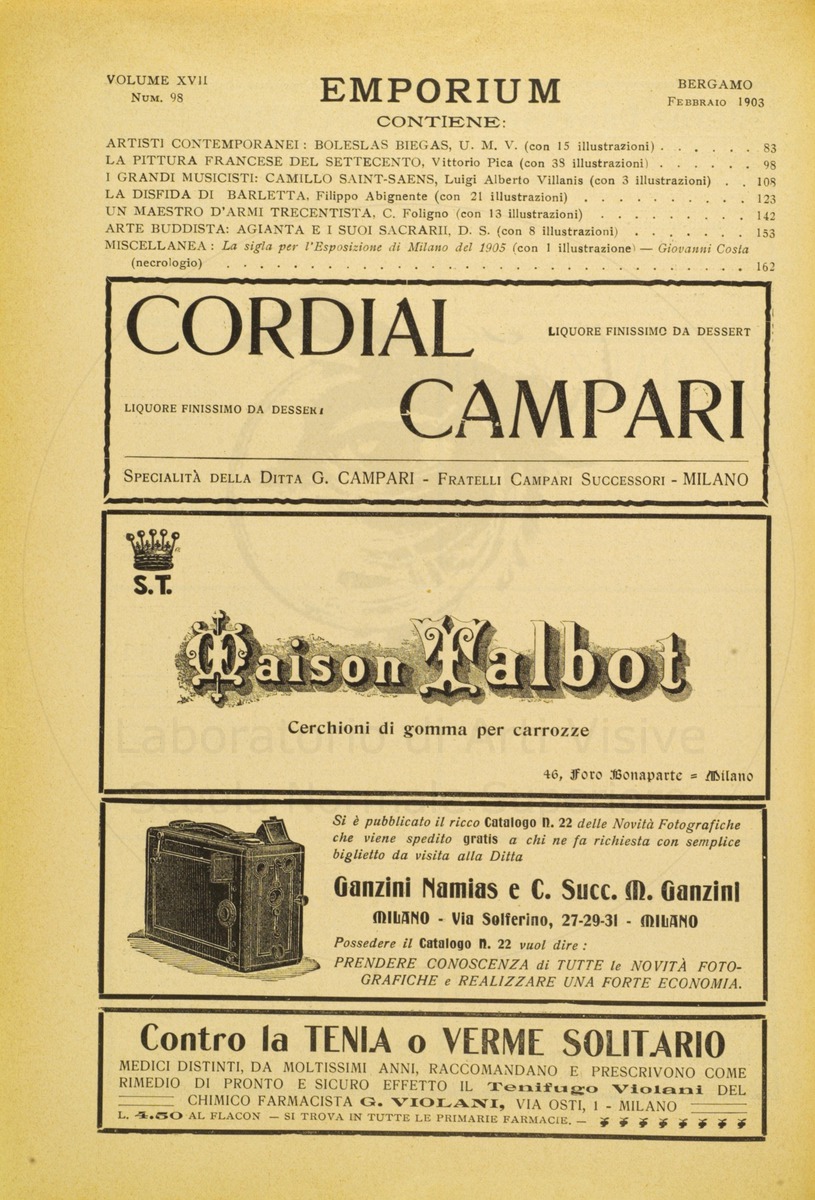 VOLUME XVII
Num. 98
EMPORIUM
BERGAMO
Febbraio 1903
CONTIENE:
ARTISTI CONTEMPORANEI: BOLESLAS BIEGAS, U. M. V. (con 15 illustrazioni) . . . . . . 83
LA PITTURA FRANCESE DEL SETTECENTO, Vittorio Pica (con 38 illustrazioni) . . . . . . 98
I GRANDI MUSICISTI: CAMILLO SAINT-SAENS, Luigi Alberto Villanis (con 3 illustrazioni) . . 108
LA DISFIDA DI BARLETTA, Filippo Abignente (con 21 illustrazioni) . . . . . . . . . . 123
UN MAESTRO D'ARMI TRECENTISTA, C. Foligno (con 13 illustrazioni) . . . . . . . . . 142
ARTE BUDDISTA: AGIANTA E I SUOI SACRARII, D. S. (con 8 illustrazioni) . . . . . . . 153
MISCELLANEA: La sigla per l'Esposizione di Milano del 1905 (con 1 illustrazione) — Giovanni Costa
(necrologio) . . . . . . . . . . . . . . . . . . . . . . . . . . 162
CORDIAL
LIQUORE FINISSIMO DA DESSERT
LIQUORE FINISSIMO DA DESSERT
CAMPARI
Specialità della Ditta G. CAMPARI - Fratelli Campari Successori - MILANO
S.T.
Maison Talbot
Cerchioni di gomma per carrozze
46, Foro Bonaparte = Milano
Laboratorio di Arti Visive
Si è pubblicato il ricco Catalogo n. 22 delle Novità Fotografiche
che viene spedito gratis a chi ne fa richiesta con semplice
biglietto da visita alla Ditta
Ganzini Namias e C. Succ. M. Ganzini
MILANO - Via Solferino, 27-29-31 - MILANO
Possedere il Catalogo n. 22 vuol dire:
PRENDERE CONOSCENZA di TUTTE le NOVITÀ FOTO-
GRAFICHE e REALIZZARE UNA FORTE ECONOMIA.
Contro la TENIA o VERME SOLITARIO
MEDICI DISTINTI, DA MOLTISSIMI ANNI, RACCOMANDANO E PRESCRIVONO COME
RIMEDIO DI PRONTO E SICURO EFFETTO IL Tenifugo Violani DEL
CHIMICO FARMACISTA G. VIOLANI, VIA OSTI, 1 - MILANO
L. 4.50 AL FLACON — SI TROVA IN TUTTE LE PRIMARIE FARMACIE. —